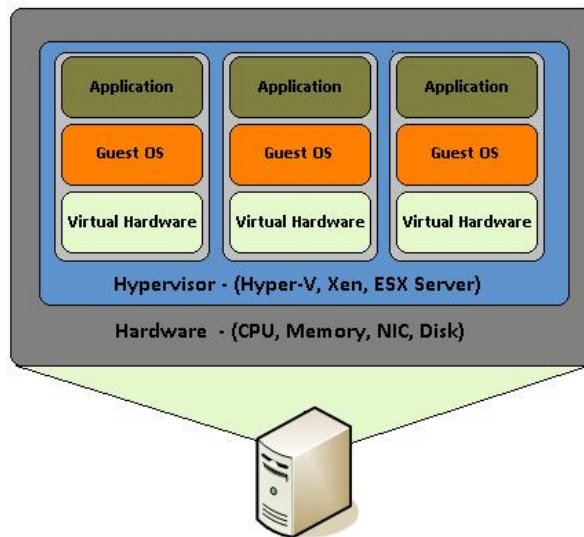 Application Application Application
Guest OS Guest OS Guest OS
Virtual Hardware Virtual Hardware Virtual Hardware
Hypervisor - (Hyper-V, Xen, ESX Server)
Hardware - (CPU, Memory, NIC, Disk)